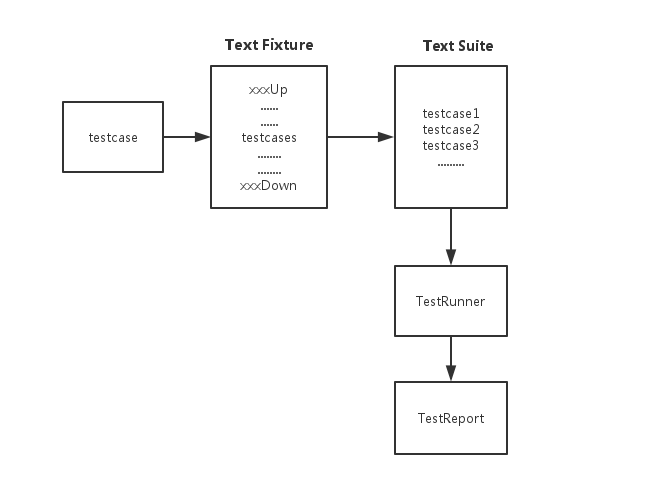 Text Fixture
Text Suite
testcase
xxxUp
......
......
testcases
........
........
xxxDown
testcase1
testcase2
testcase3
.........
TestRunner
TestReport